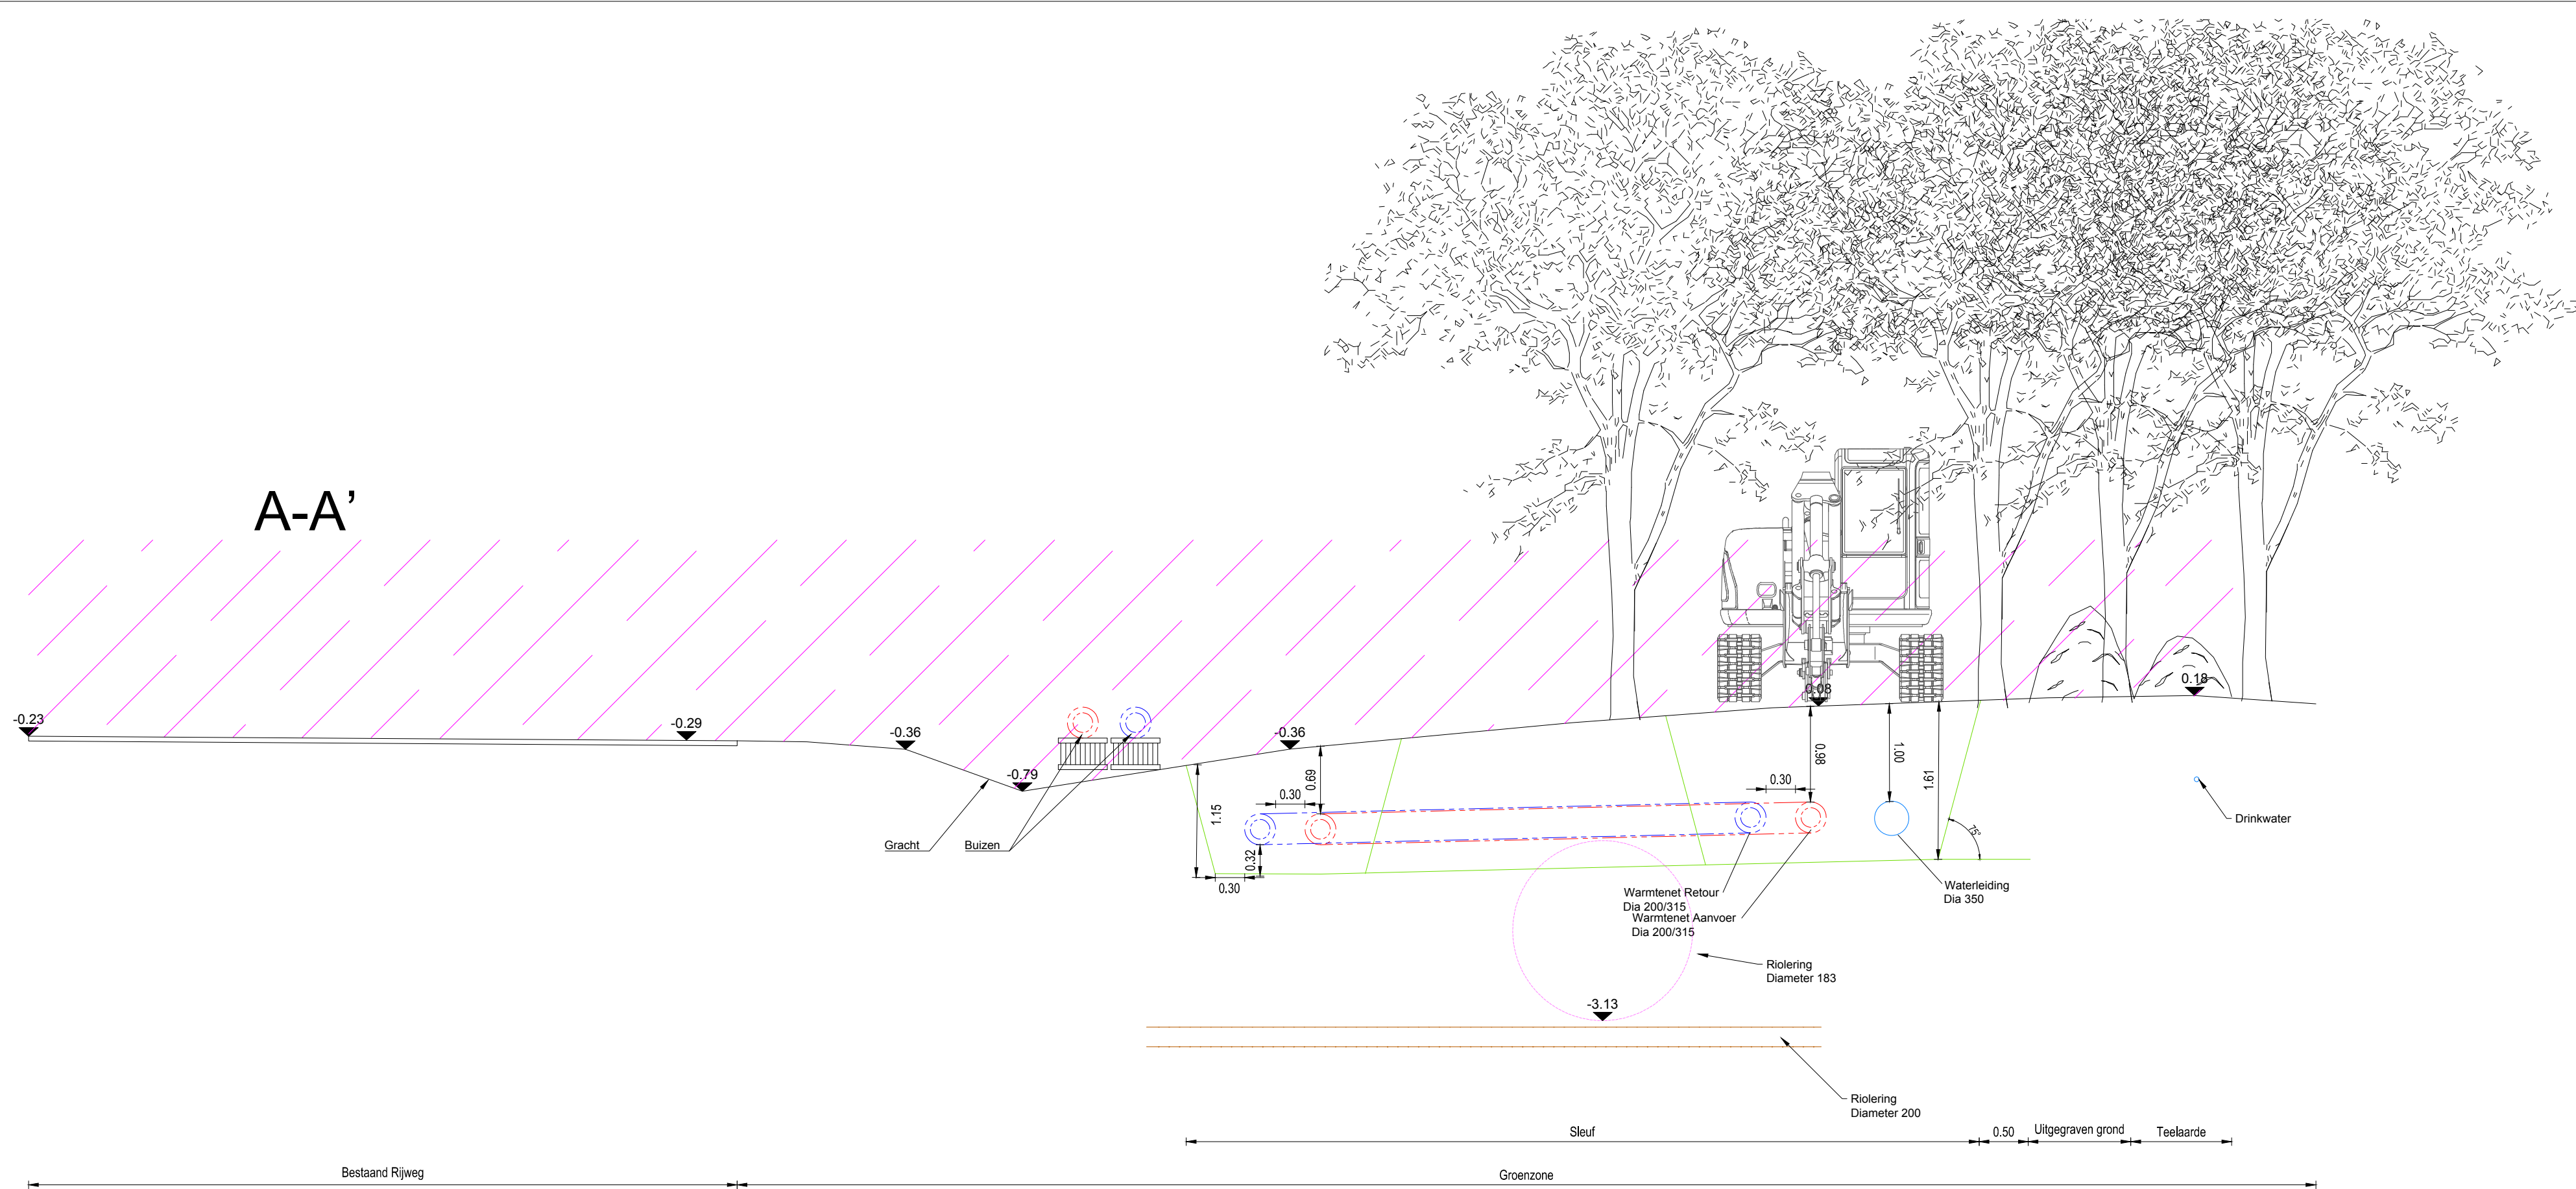 A-A’
-0.23
-0.29
-0.36
-0.79
-0.36
0.08
0.18
0.69
0.98
1.00
1.61
0.30
0.30
1.15
0.32
0.30
75°
Gracht
Buizen
Drinkwater
Warmtenet Retour
Dia 200/315
Warmtenet Aanvoer
Dia 200/315
Waterleiding
Dia 350
Riolering
Diameter 183
-3.13
Riolering
Diameter 200
Sleuf
0.50
Uitgegraven grond
Teelaarde
Bestaand Rijweg
Groenzone